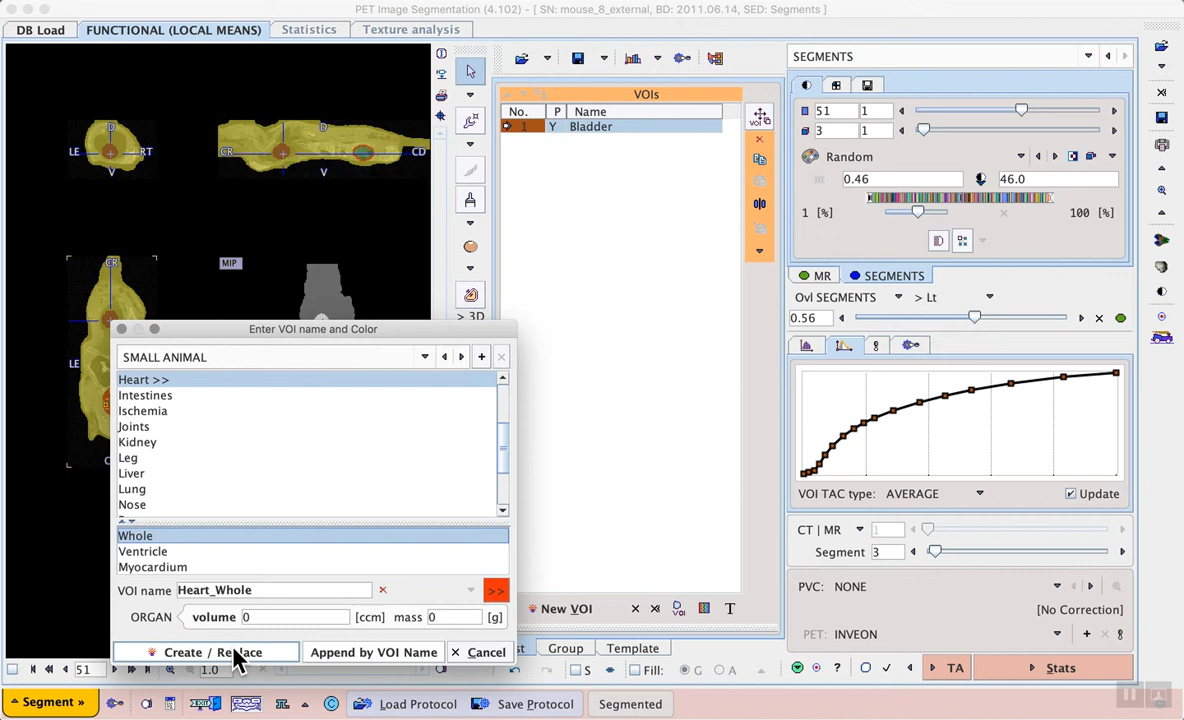 PET Image Segmentation (4.102) - [ SN: mouse_8_external, BD: 2011.06.14, SED: Segments ]
DB Load
FUNCTIONAL (LOCAL MEANS)
Statistics
Texture analysis
D
LE
RT
V
D
CR
CD
V
CR
LE
MIP
> 3D
VOIs
No.
P
Name
1
Y
Bladder
VOI
New VOI
T
Group
Template
S
Fill:
G
A
SEGMENTS
51
1
3
1
Random
0.46
46.0
1 [%]
100 [%]
MR
SEGMENTS
Ovl SEGMENTS
> Lt
0.56
VOI TAC type: AVERAGE
Update
CT | MR
1
Segment
3
PVC: NONE
[No Correction]
PET: INVEON
TA
Stats
Enter VOI name and Color
SMALL ANIMAL
Heart >>
Intestines
Ischemia
Joints
Kidney
Leg
Liver
Lung
Nose
Whole
Ventricle
Myocardium
VOI name
Heart_Whole
>>
ORGAN
volume
0
[ccm]
mass
0
[g]
Create / Replace
Append by VOI Name
Cancel
51
1.0
Segment »
EXIT
Load Protocol
Save Protocol
Segmented